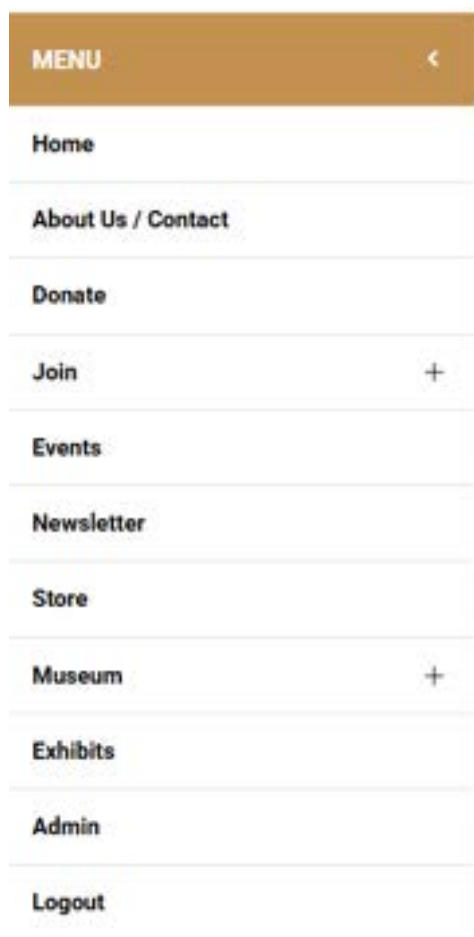 MENU
Home
About Us / Contact
Donate
Join +
Events
Newsletter
Store
Museum +
Exhibits
Admin
Logout